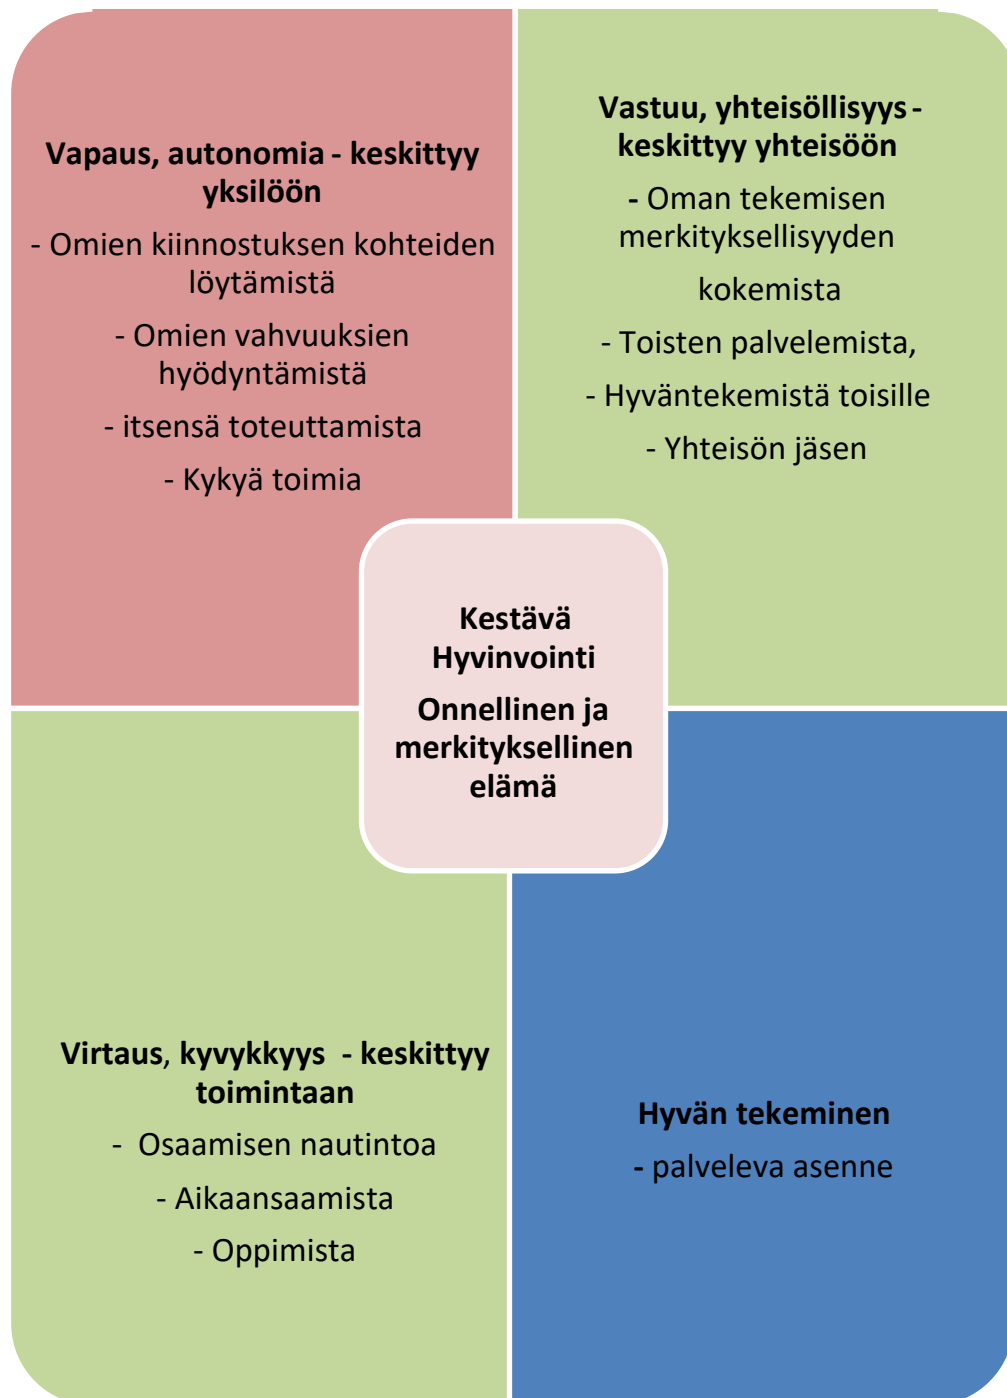 Vapaus, autonomia - keskittyy
yksilöön
- Omien kiinnostuksen kohteiden
löytämistä
- Omien vahvuuksien
hyödyntämistä
- itsensä toteuttamista
- Kykyä toimia
Vastuu, yhteisöllisyys -
keskittyy yhteisöön
- Oman tekemisen
merkityksellisyyden
kokemista
- Toisten palvelemista,
- Hyväntekemistä toisille
- Yhteisön jäsen
Kestävä
Hyvinvointi
Onnellinen ja
merkityksellinen
elämä
Virtaus, kyvykkyys - keskittyy
toimintaan
- Osaamisen nautintoa
- Aikaansaamista
- Oppimista
Hyvän tekeminen
- palveleva asenne